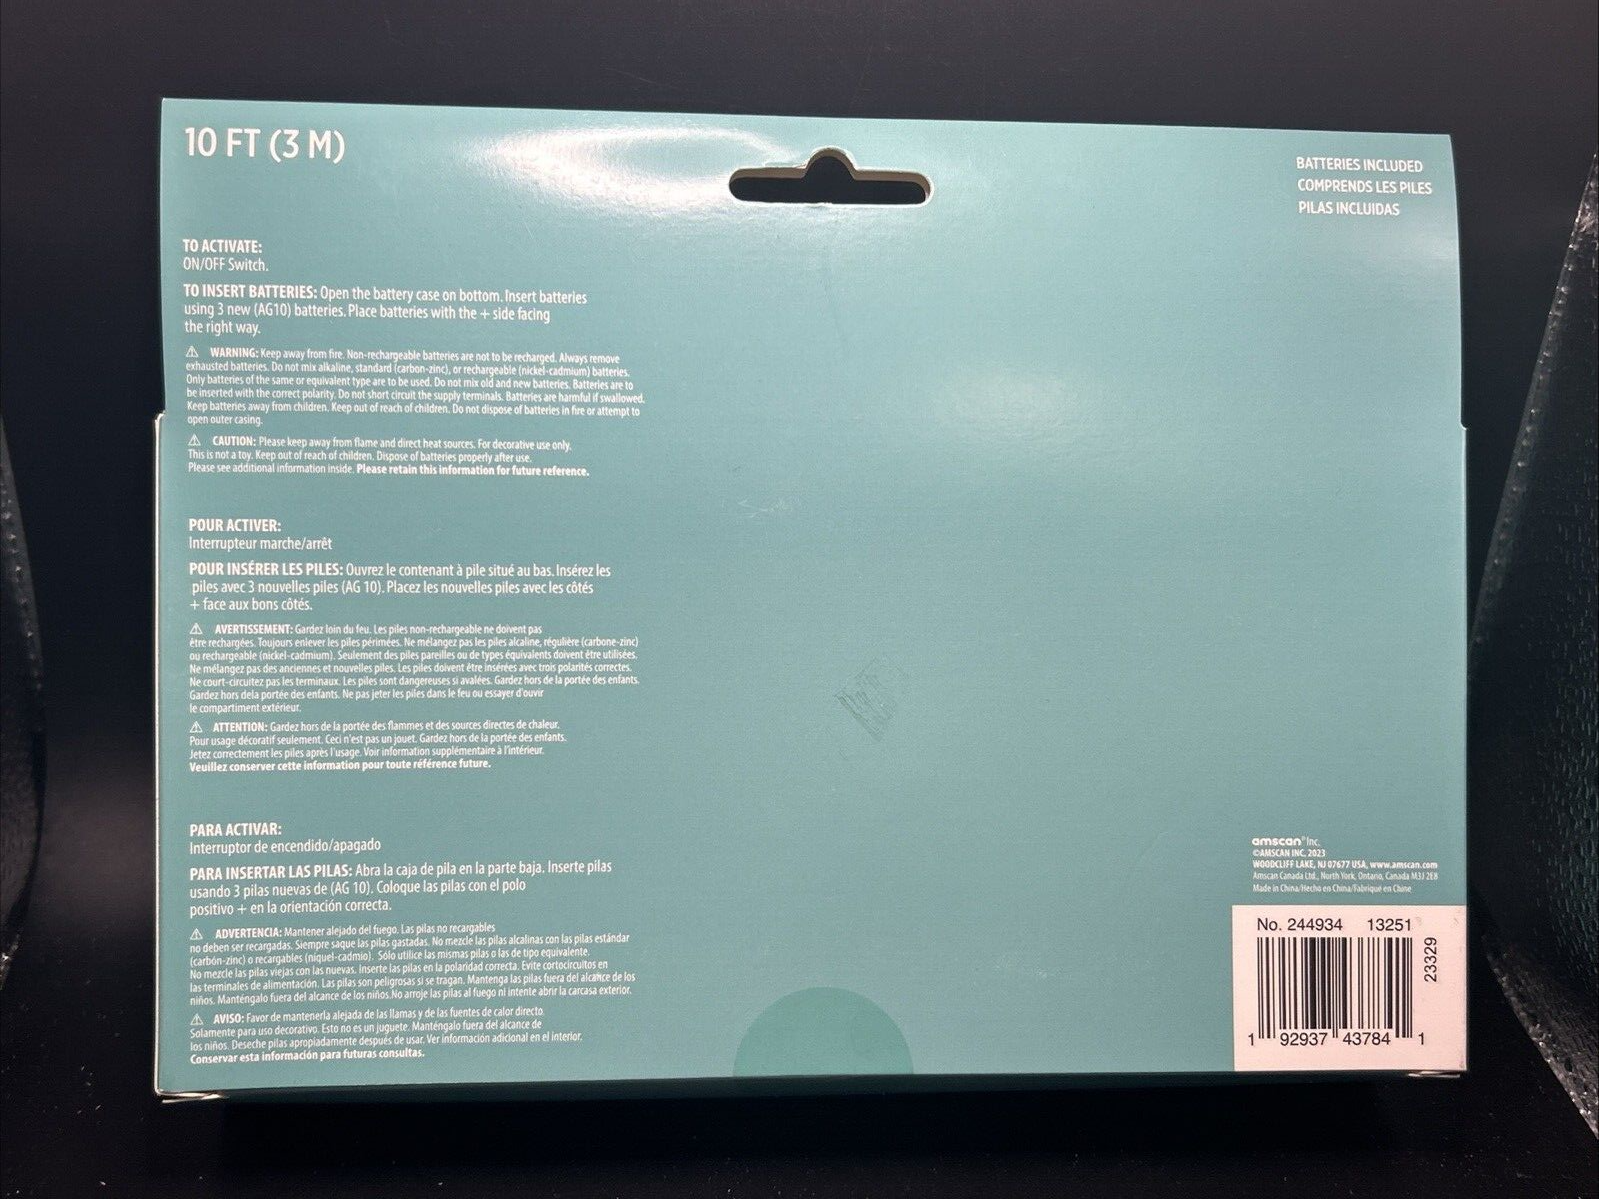 10 FT (3 M)
BATTERIES INCLUDED
COMPRENDS LES PILES
PILAS INCLUIDAS
TO ACTIVATE:
ON/OFF Switch.
TO INSERT BATTERIES: Open the battery case on bottom. Insert batteries
using 3 new (AG10) batteries. Place batteries with the + side facing
the right way.
⚠ WARNING: Keep away from fire. Non-rechargeable batteries are not to be recharged. Always remove
exhausted batteries. Do not mix alkaline, standard (carbon-zinc), or rechargeable (nickel-cadmium) batteries.
Only batteries of the same or equivalent type are to be used. Do not mix old and new batteries. Batteries are to
be inserted with the correct polarity. Do not short circuit the supply terminals. Batteries are harmful if swallowed.
Keep batteries away from children. Keep out of reach of children. Do not dispose of batteries in fire or attempt to
open outer casing.
⚠ CAUTION: Please keep away from flame and direct heat sources. For decorative use only.
This is not a toy. Keep out of reach of children. Dispose of batteries properly after use.
Please see additional information inside. Please retain this information for future reference.
POUR ACTIVER:
Interrupteur marche/arrêt
POUR INSÉRER LES PILES: Ouvrez le contenant à pile situé au bas. Insérez les
piles avec 3 nouvelles piles (AG 10). Placez les nouvelles piles avec les côtés
+ face aux bons côtés.
⚠ AVERTISSEMENT: Gardez loin du feu. Les piles non-rechargeable ne doivent pas
être rechargées. Toujours enlever les piles périmées. Ne mélangez pas les piles alcaline, régulière (carbone-zinc)
ou rechargeable (nickel-cadmium). Seulement des piles pareilles ou de types équivalents doivent être utilisées.
Ne mélangez pas des anciennes et nouvelles piles. Les piles doivent être insérées avec trois polarités correctes.
Ne court-circuitez pas les terminaux. Les piles sont dangereuses si avalées. Gardez hors de la portée des enfants.
Gardez hors dela portée des enfants. Ne pas jeter les piles dans le feu ou essayer d'ouvir
le compartiment extérieur.
⚠ ATTENTION: Gardez hors de la portée des flammes et des sources directes de chaleur.
Pour usage décoratif seulement. Ceci n'est pas un jouet. Gardez hors de la portée des enfants.
Jetez correctement les piles après l'usage. Voir information supplémentaire à l'intérieur.
Veuillez conserver cette information pour toute référence future.
PARA ACTIVAR:
Interruptor de encendido/apagado
PARA INSERTAR LAS PILAS: Abra la caja de pila en la parte baja. Inserte pilas
usando 3 pilas nuevas de (AG 10). Coloque las pilas con el polo
positivo + en la orientación correcta.
⚠ ADVERTENCIA: Mantener alejado del fuego. Las pilas no recargables
no deben ser recargadas. Siempre saque las pilas gastadas. No mezcle las pilas alcalinas con las pilas estándar
(carbón-zinc) o recargables (níquel-cadmio). Sólo utilice las mismas pilas o las de tipo equivalente.
No mezcle las pilas viejas con las nuevas. Inserte las pilas en la polaridad correcta. Evite cortocircuitos en
las terminales de alimentación. Las pilas son peligrosas si se tragan. Mantenga las pilas fuera del alcance de los
niños. Manténgalo fuera del alcance de los niños.No arroje las pilas al fuego ni intente abrir la carcasa exterior.
⚠ AVISO: Favor de mantenerla alejada de las llamas y de las fuentes de calor directo.
Solamente para uso decorativo. Esto no es un juguete. Manténgalo fuera del alcance de
los niños. Deseche pilas apropiadamente después de usar. Ver información adicional en el interior.
Conservar esta información para futuras consultas.
amscan® Inc.
©AMSCAN INC. 2023
WOODCLIFF LAKE, NJ 07677 USA, www.amscan.com
Amscan Canada Ltd., North York, Ontario, Canada M3J 2E8
Made in China/Hecho en China/Fabriqué en Chine
No. 244934 13251
23329
1 92937 43784 1